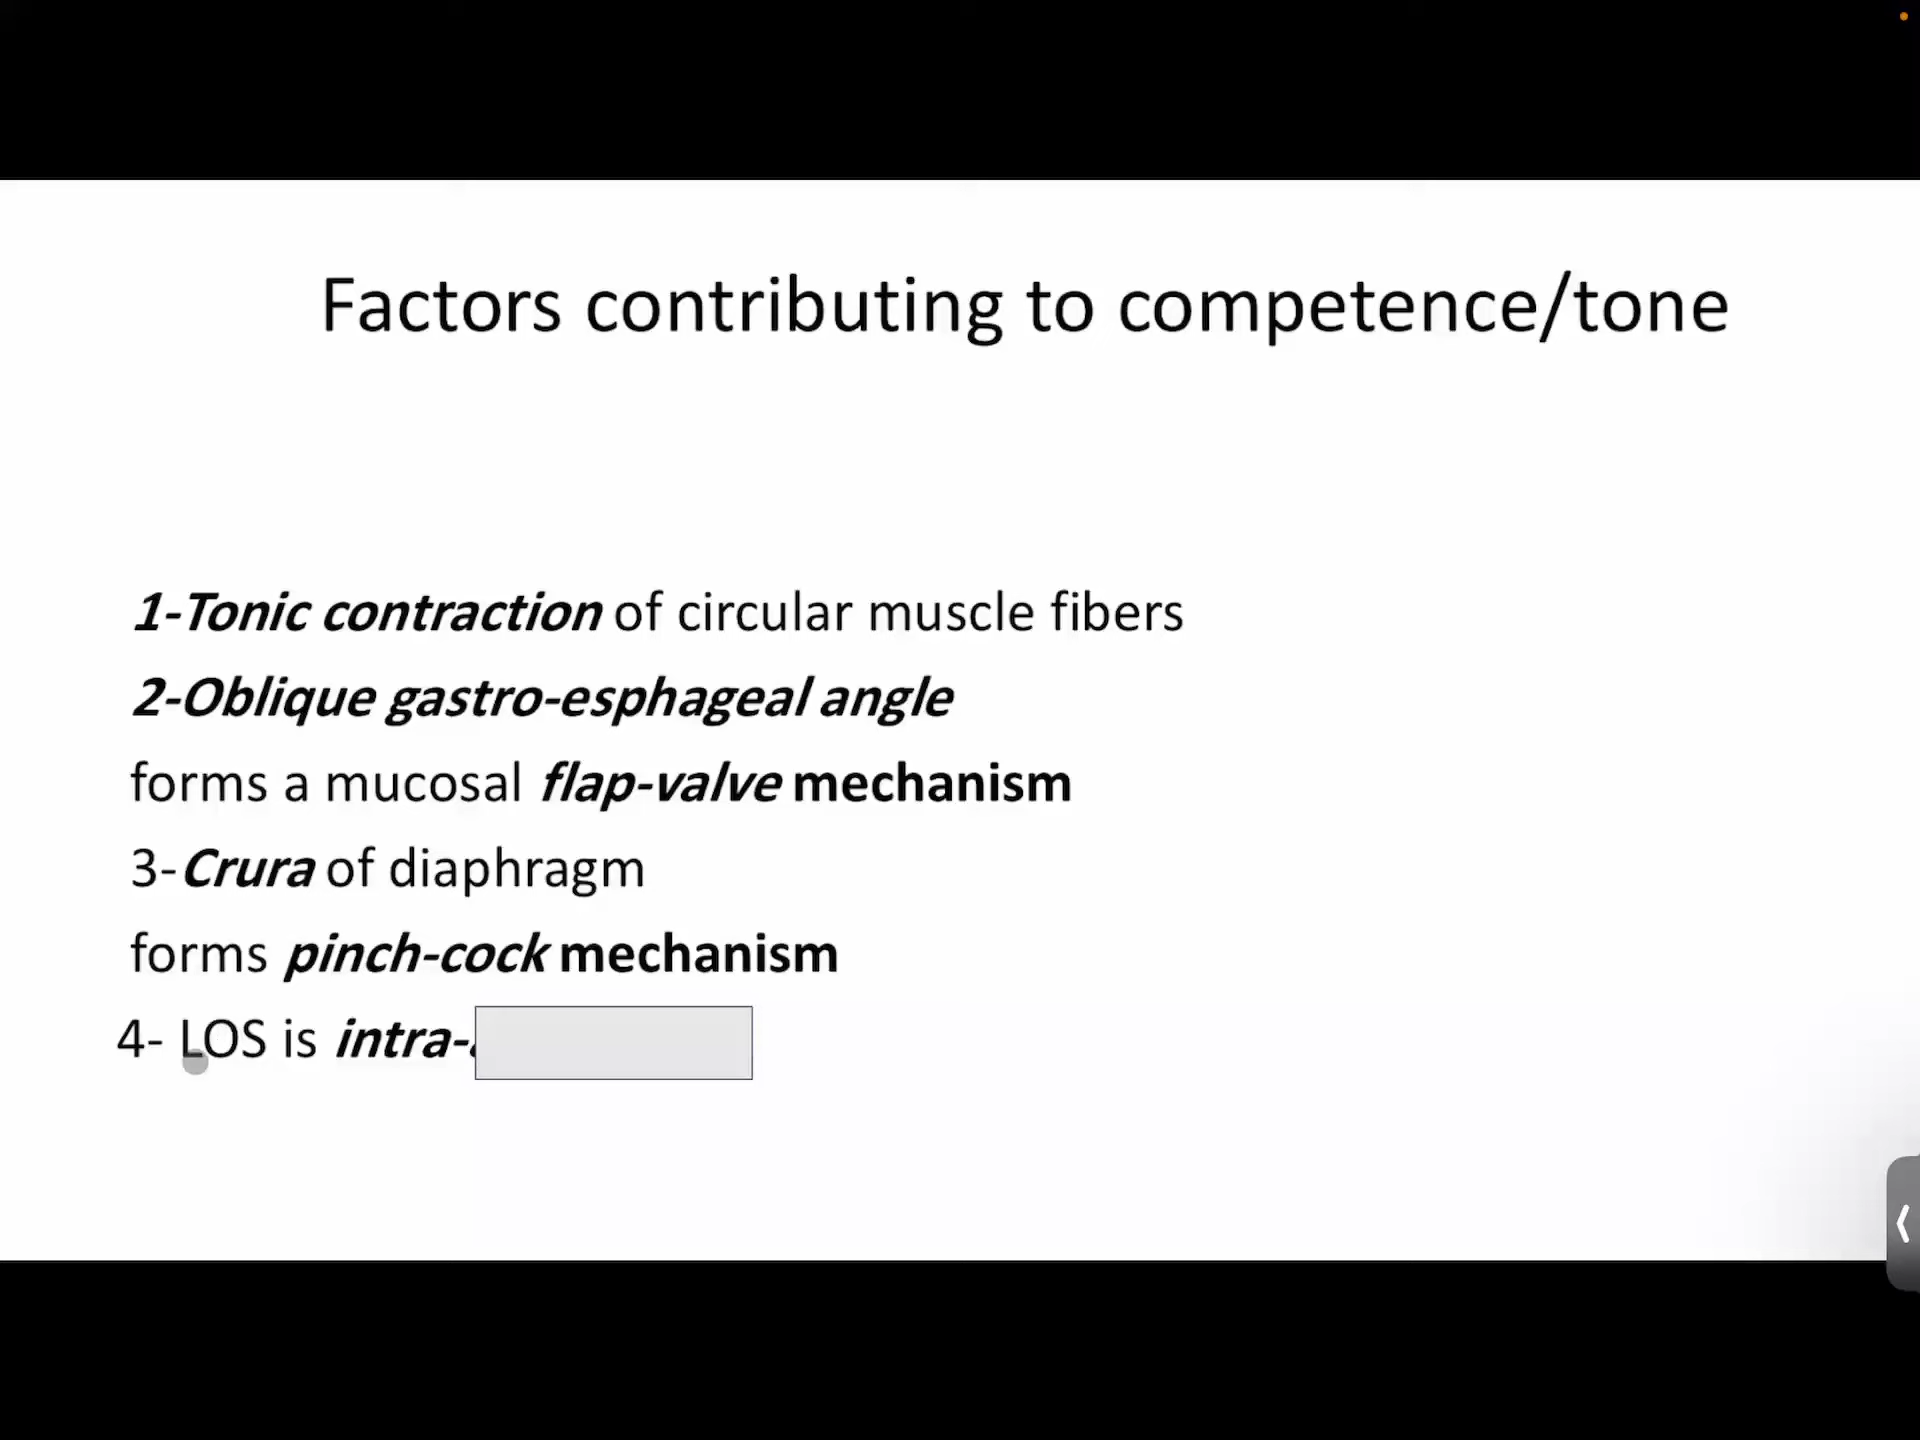 Factors contributing to competence/tone
1-Tonic contraction of circular muscle fibers
2-Oblique gastro-esphageal angle
forms a mucosal flap-valve mechanism
3-Crura of diaphragm
forms pinch-cock mechanism
4- LOS is intra-